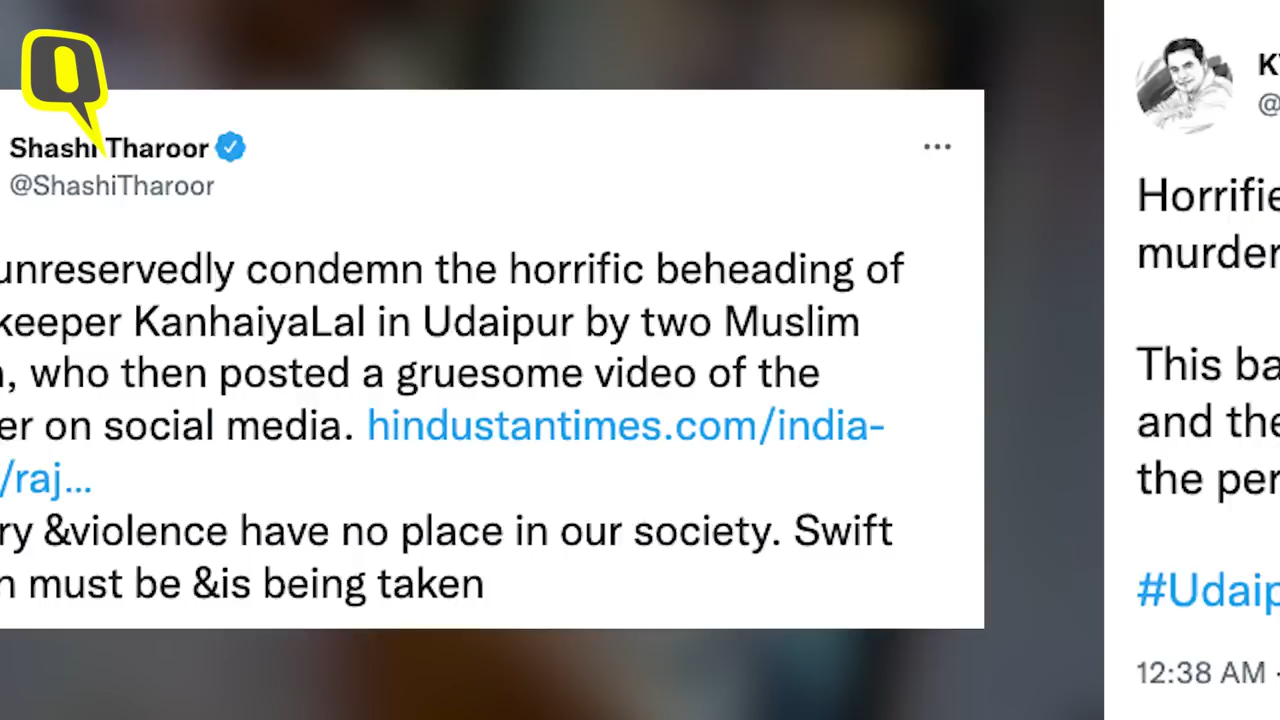 Shashi Tharoor
@ShashiTharoor
unreservedly condemn the horrific beheading of
keeper KanhaiyaLal in Udaipur by two Muslim
, who then posted a gruesome video of the
er on social media. hindustantimes.com/india-
/raj...
ry &violence have no place in our society. Swift
n must be &is being taken
K
@
Horrifie
murder
This ba
and the
the per
#Udaip
12:38 AM ·